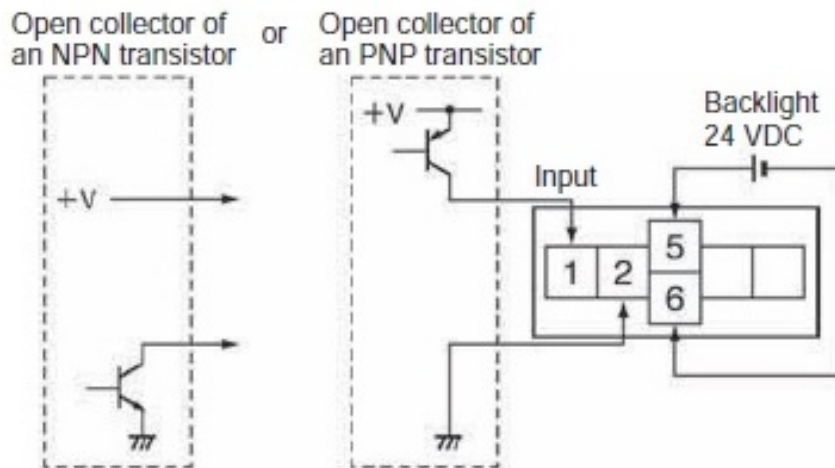 Open collector of
an NPN transistor
or
Open collector of
an PNP transistor
+V
+V
Backlight
24 VDC
Input
1
2
5
6